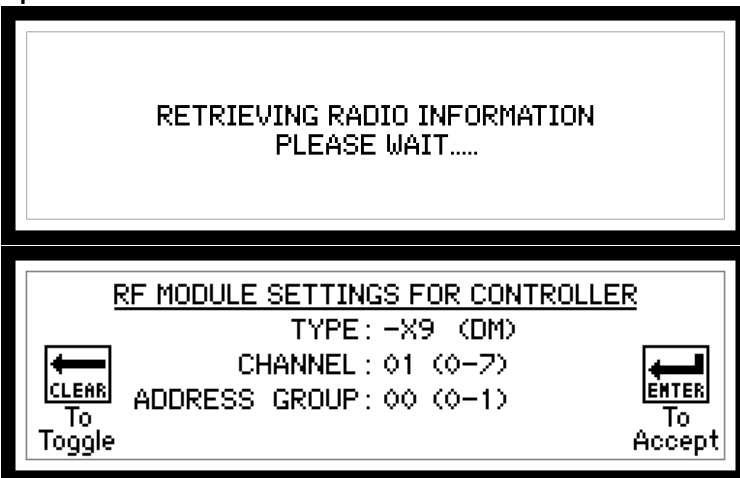 RETRIEVING RADIO INFORMATION
PLEASE WAIT.....
RF MODULE SETTINGS FOR CONTROLLER
TYPE: -X9 (DM)
CHANNEL: 01 (0-7)
ADDRESS GROUP: 00 (0-1)
CLEAR
To
Toggle
ENTER
To
Accept